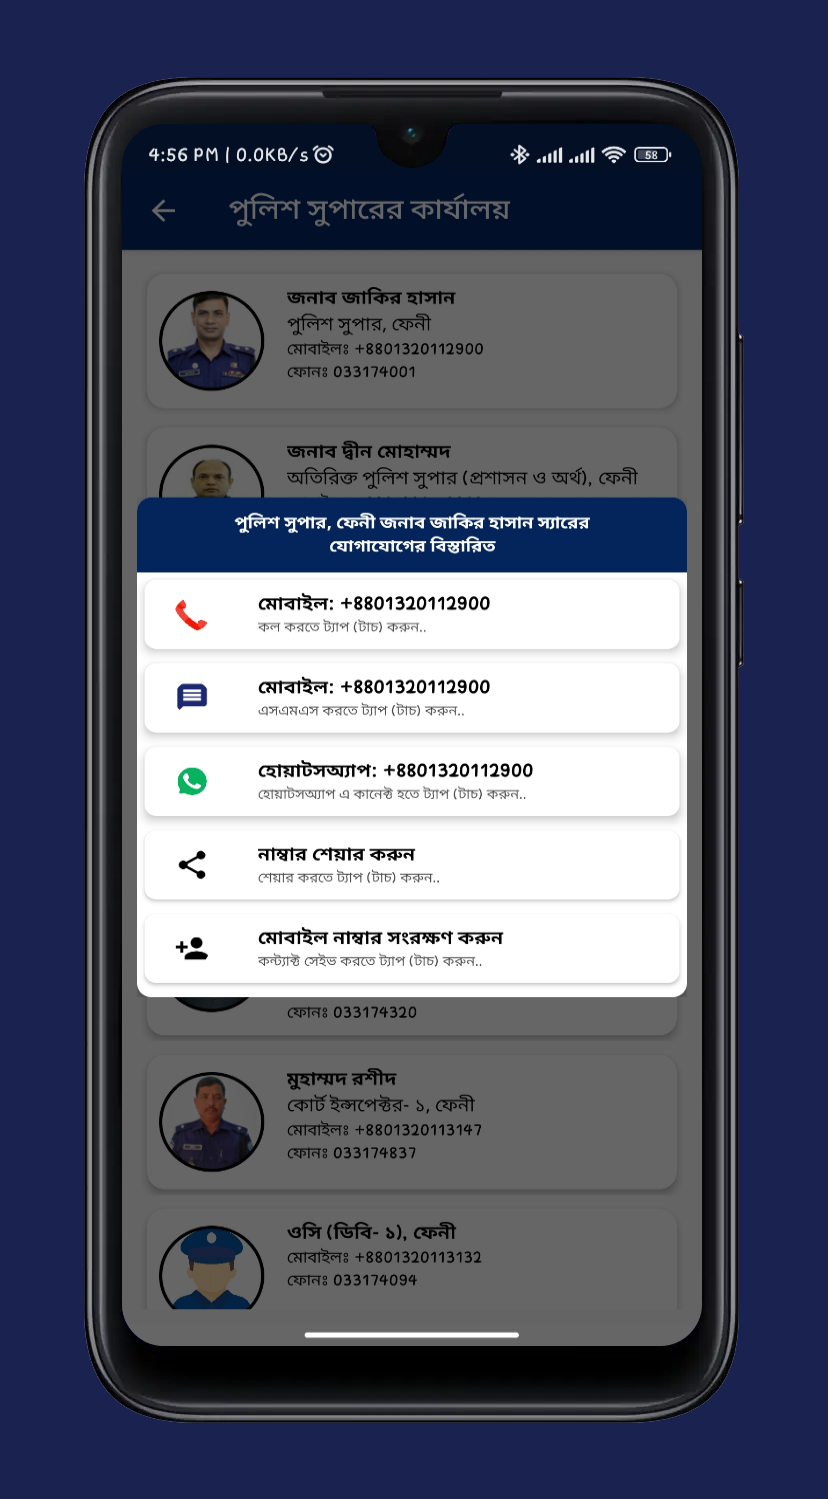 4:56 PM | 0.0KB/s
58
পুলিশ সুপারের কার্যালয়
জনাব জাকির হাসান
পুলিশ সুপার, ফেনী
মোবাইলঃ +8801320112900
ফোনঃ 033174001
জনাব দ্বীন মোহাম্মদ
অতিরিক্ত পুলিশ সুপার (প্রশাসন ও অর্থ), ফেনী
পুলিশ সুপার, ফেনী জনাব জাকির হাসান স্যারের
যোগাযোগের বিস্তারিত
মোবাইল: +8801320112900
কল করতে ট্যাপ (টাচ) করুন..
মোবাইল: +8801320112900
এসএমএস করতে ট্যাপ (টাচ) করুন..
হোয়াটসঅ্যাপ: +8801320112900
হোয়াটসঅ্যাপ এ কানেক্ট হতে ট্যাপ (টাচ) করুন..
নাম্বার শেয়ার করুন
শেয়ার করতে ট্যাপ (টাচ) করুন..
মোবাইল নাম্বার সংরক্ষণ করুন
কন্ট্যাক্ট সেইভ করতে ট্যাপ (টাচ) করুন..
ফোনঃ 033174320
মুহাম্মদ রশীদ
কোর্ট ইন্সপেক্টর- ১, ফেনী
মোবাইলঃ +8801320113147
ফোনঃ 033174837
ওসি (ডিবি- ১), ফেনী
মোবাইলঃ +8801320113132
ফোনঃ 033174094